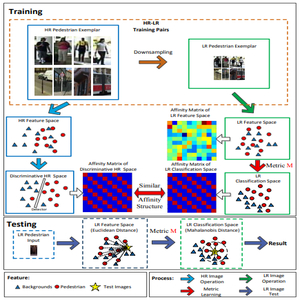 Training
HR-LR
Training Pairs
HR Pedestrian Exemplar
Downsampling
LR Pedestrian Exemplar
HR Feature Space
Affinity Matrix of
LR Feature Space
LR Feature Space
Metric M
Discriminative HR Space
Affinity Matrix of
Discriminative HR Space
Affinity Matrix of
LR Classification Space
LR
Classification Space
Similar
Affinity
Structure
Testing
LR Pedestrian
Input
LR Feature Space
(Euclidean Distance)
Metric M
LR Classification Space
(Mahalanobis Distance)
Result
Feature:
Backgrounds
Pedestrian
Test Images
Process:
HR Image
Operation
LR Image
Operation
Metric
Learning
LR Image
Test